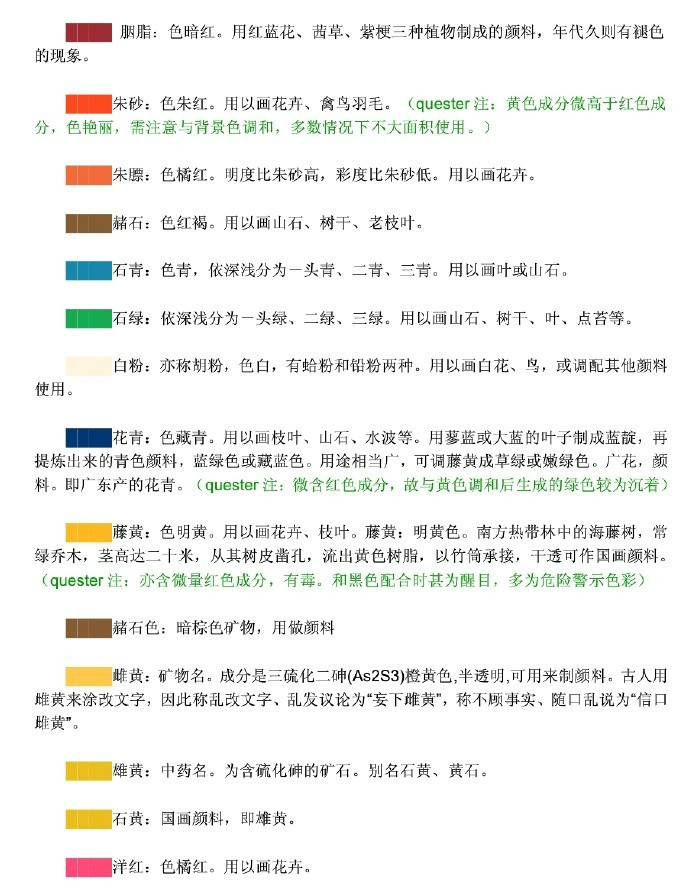 胭脂：色暗红。用红蓝花、茜草、紫梗三种植物制成的颜料，年代久则有褪色
的现象。
朱砂：色朱红。用以画花卉、禽鸟羽毛。（quester 注：黄色成分微高于红色成
分，色艳丽，需注意与背景色调和，多数情况下不大面积使用。）
朱膘：色橘红。明度比朱砂高，彩度比朱砂低。用以画花卉。
赭石：色红褐。用以画山石、树干、老枝叶。
石青：色青，依深浅分为－头青、二青、三青。用以画叶或山石。
石绿：依深浅分为－头绿、二绿、三绿。用以画山石、树干、叶、点苔等。
白粉：亦称胡粉，色白，有蛤粉和铅粉两种。用以画白花、鸟，或调配其他颜料
使用。
花青：色藏青。用以画枝叶、山石、水波等。用蓼蓝或大蓝的叶子制成蓝靛，再
提炼出来的青色颜料，蓝绿色或藏蓝色。用途相当广，可调藤黄成草绿或嫩绿色。广花，颜
料。即广东产的花青。（quester 注：微含红色成分，故与黄色调和后生成的绿色较为沉着）
藤黄：色明黄。用以画花卉、枝叶。藤黄：明黄色。南方热带林中的海藤树，常
绿乔木，茎高达二十米，从其树皮凿孔，流出黄色树脂，以竹筒承接，干透可作国画颜料。
（quester 注：亦含微量红色成分，有毒。和黑色配合时甚为醒目，多为危险警示色彩）
赭石色：暗棕色矿物，用做颜料
雌黄：矿物名。成分是三硫化二砷(As2S3)橙黄色,半透明,可用来制颜料。古人用
雌黄来涂改文字，因此称乱改文字、乱发议论为“妄下雌黄”，称不顾事实、随口乱说为“信口
雌黄”。
雄黄：中药名。为含硫化砷的矿石。别名石黄、黄石。
石黄：国画颜料，即雄黄。
洋红：色橘红。用以画花卉。